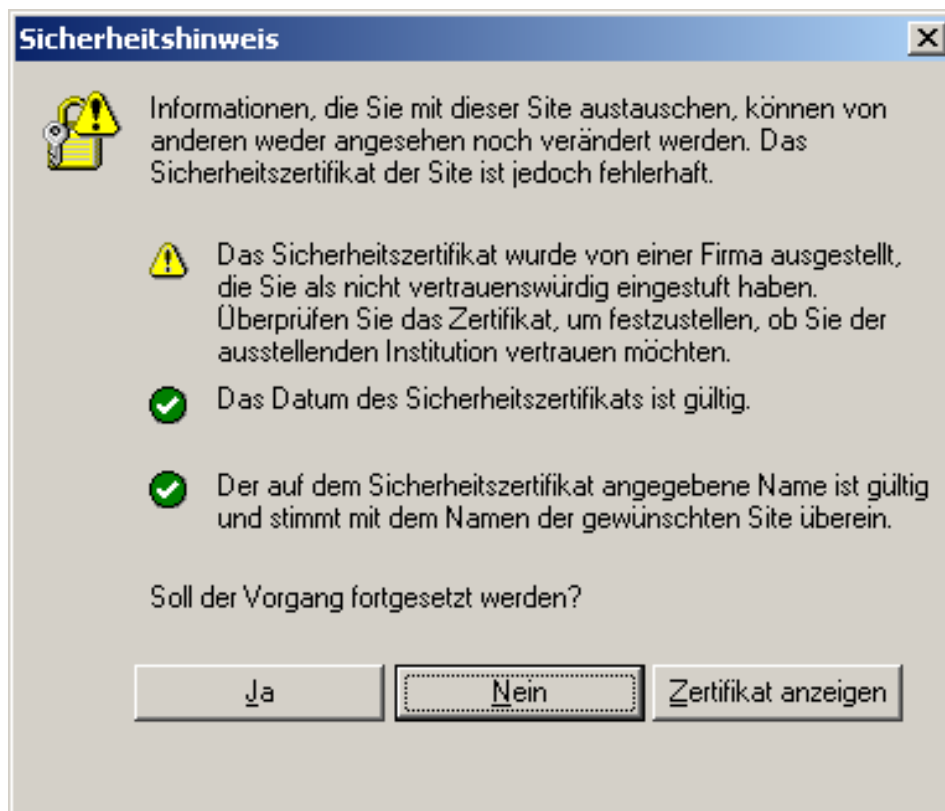 Sicherheitshinweis
Informationen, die Sie mit dieser Site austauschen, können von
anderen weder angesehen noch verändert werden. Das
Sicherheitszertifikat der Site ist jedoch fehlerhaft.
Das Sicherheitszertifikat wurde von einer Firma ausgestellt,
die Sie als nicht vertrauenswürdig eingestuft haben.
Überprüfen Sie das Zertifikat, um festzustellen, ob Sie der
ausstellenden Institution vertrauen möchten.
Das Datum des Sicherheitszertifikats ist gültig.
Der auf dem Sicherheitszertifikat angegebene Name ist gültig
und stimmt mit dem Namen der gewünschten Site überein.
Soll der Vorgang fortgesetzt werden?
Ja Nein Zertifikat anzeigen